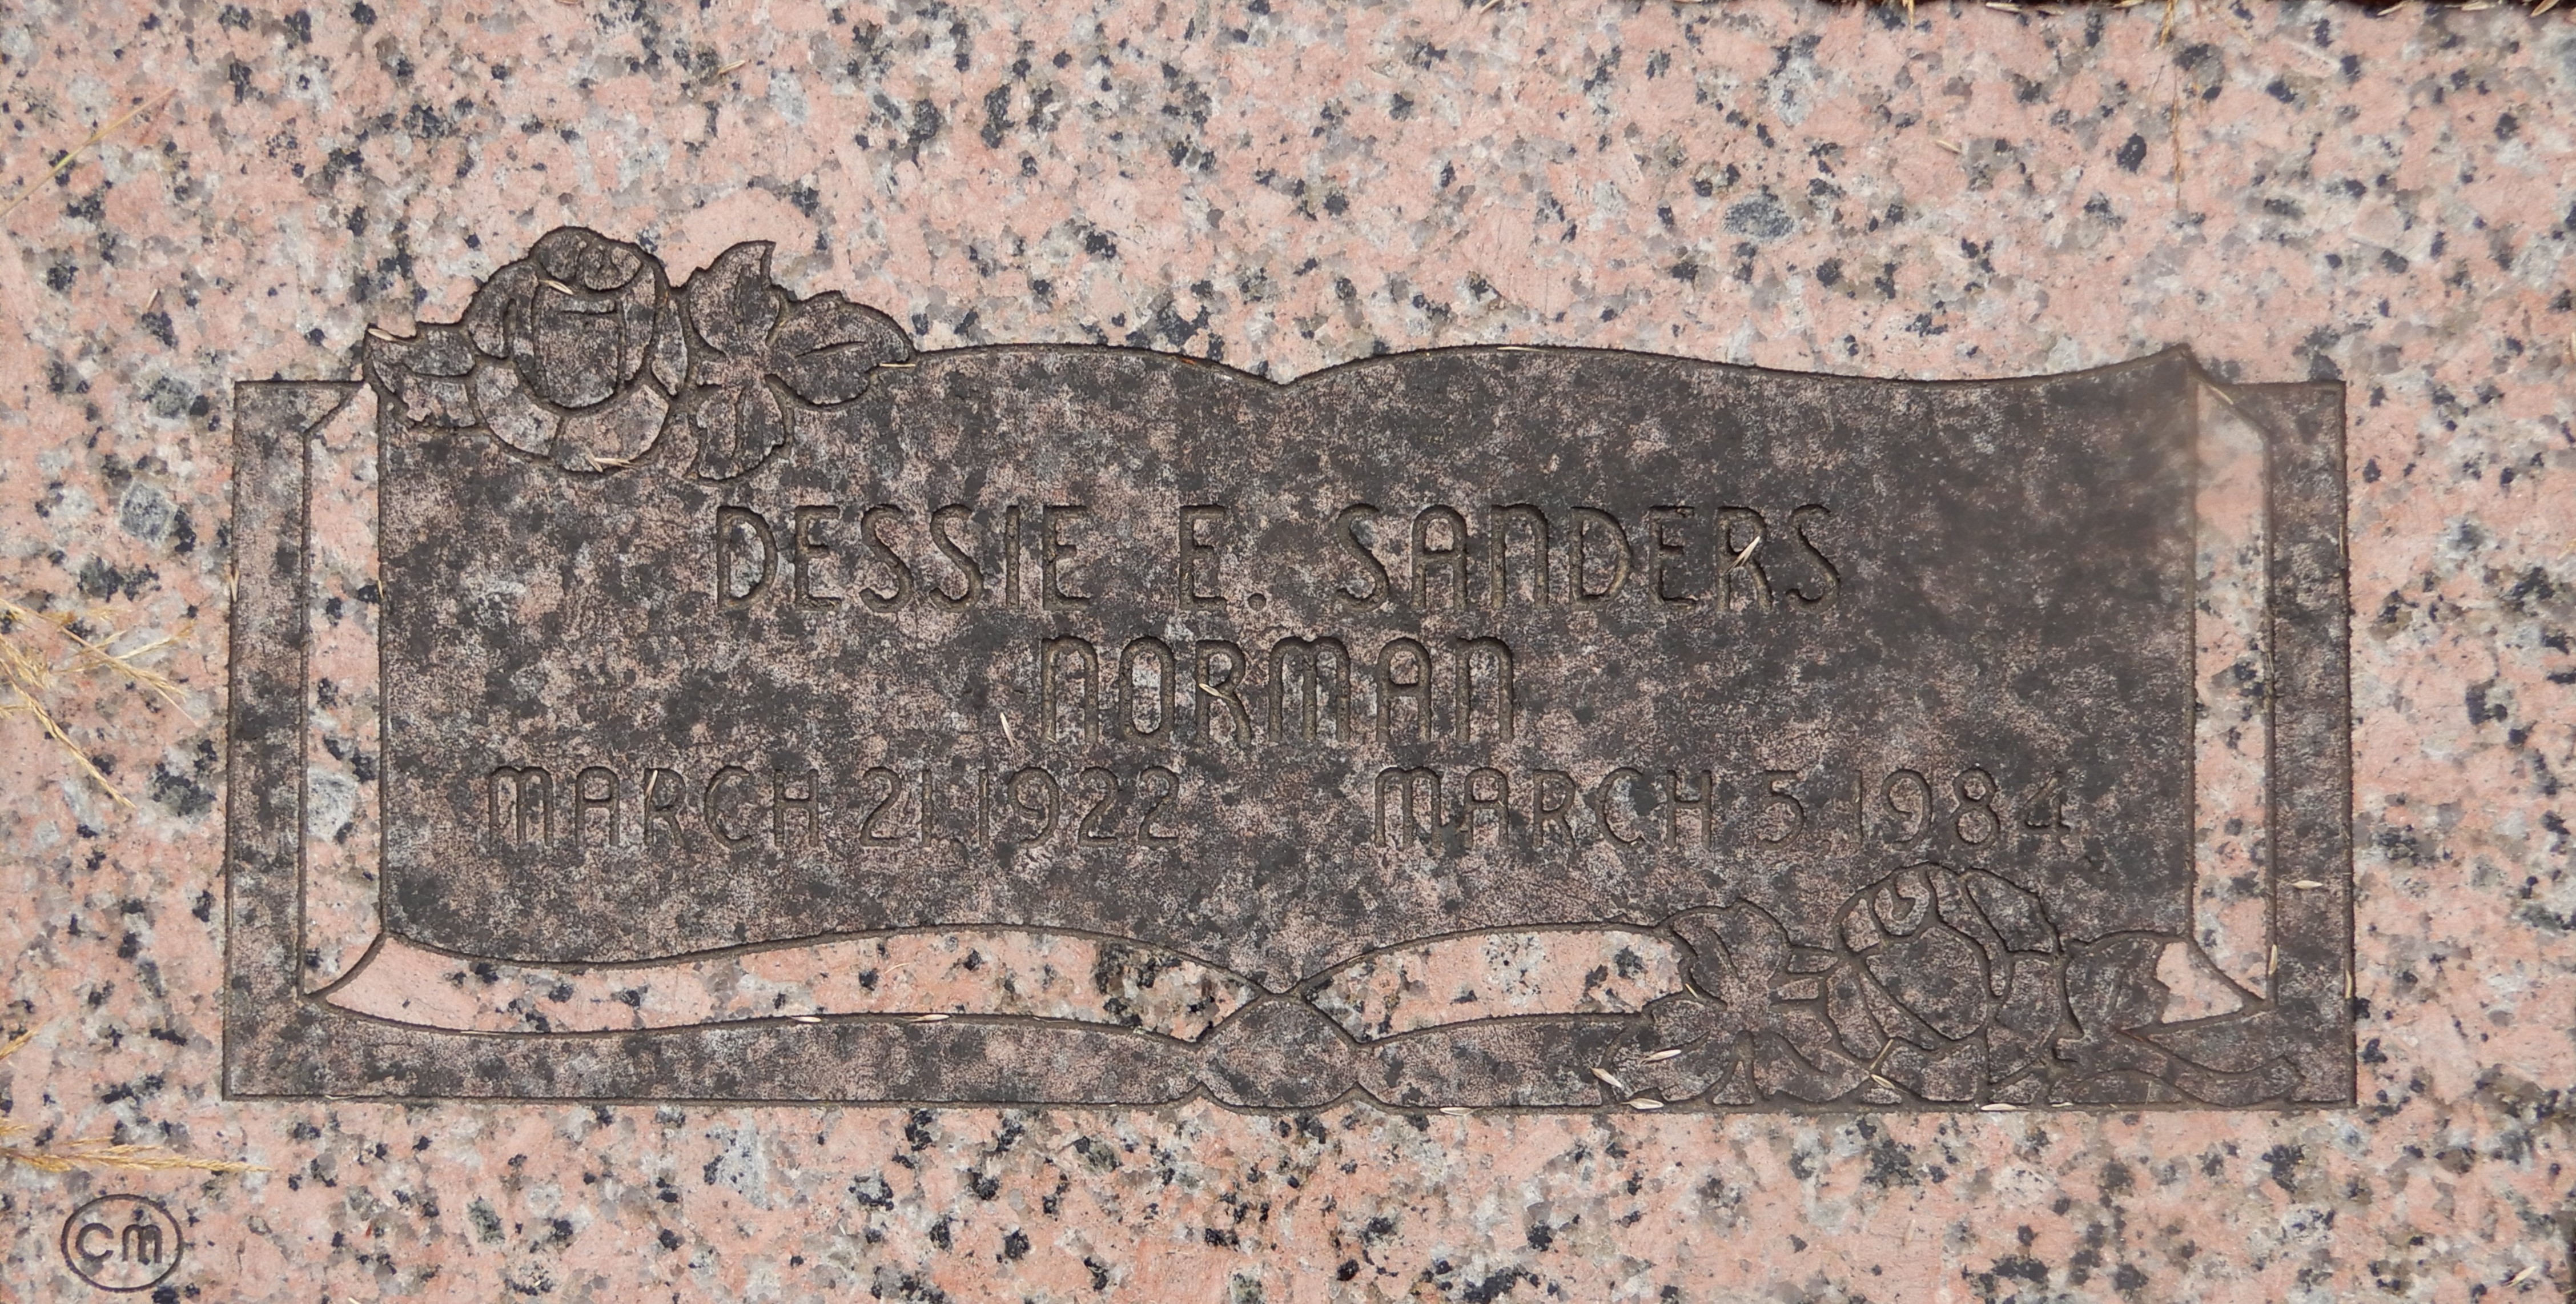 DESSIE E. SANDERS
NORMAN
MARCH 21, 1922 MARCH 5, 1984
CM